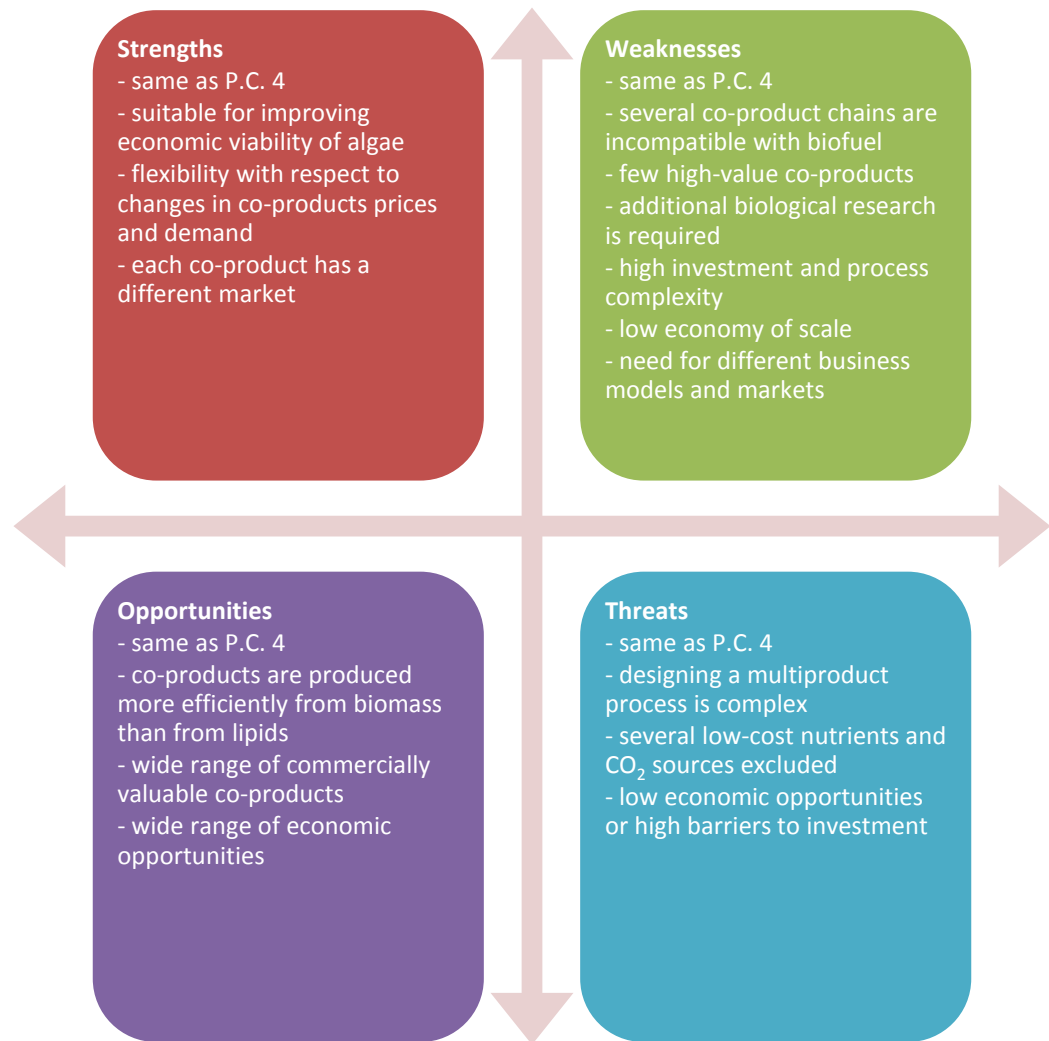 Strengths
- same as P.C. 4
- suitable for improving
economic viability of algae
- flexibility with respect to
changes in co-products prices
and demand
- each co-product has a
different market
Weaknesses
- same as P.C. 4
- several co-product chains are
incompatible with biofuel
- few high-value co-products
- additional biological research
is required
- high investment and process
complexity
- low economy of scale
- need for different business
models and markets
Opportunities
- same as P.C. 4
- co-products are produced
more efficiently from biomass
than from lipids
- wide range of commercially
valuable co-products
- wide range of economic
opportunities
Threats
- same as P.C. 4
- designing a multiproduct
process is complex
- several low-cost nutrients and
CO₂ sources excluded
- low economic opportunities
or high barriers to investment